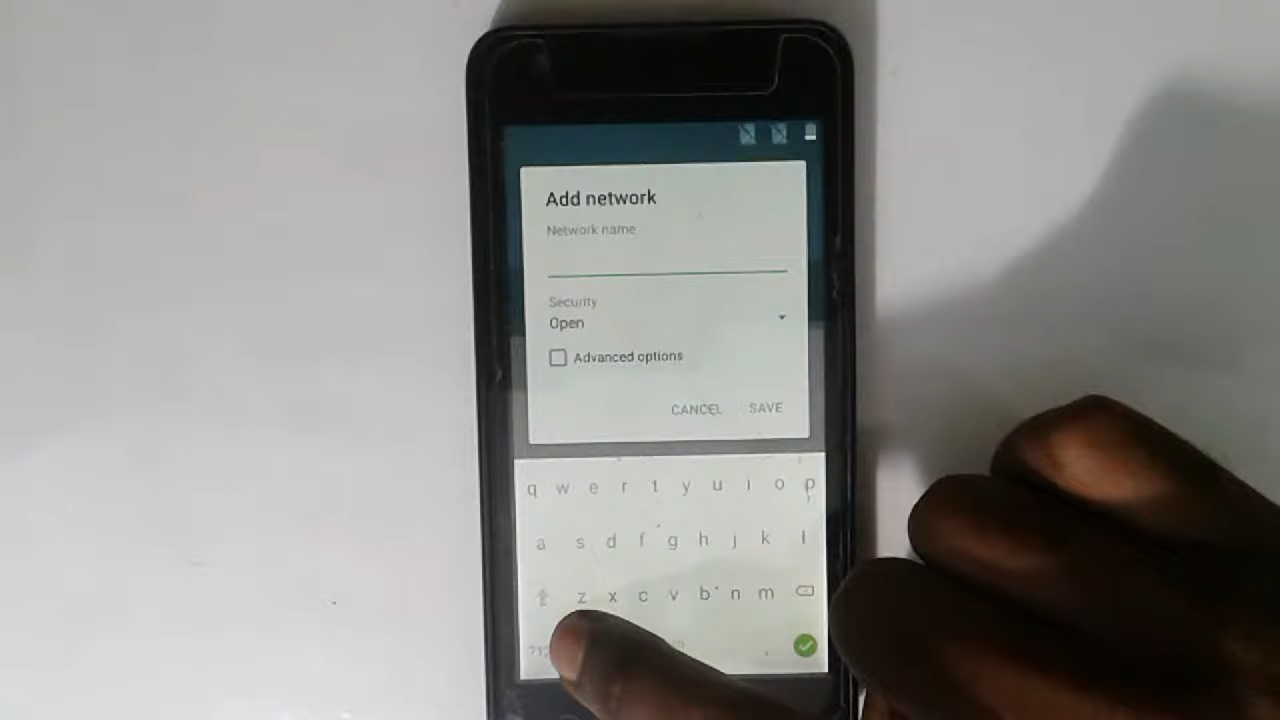 Add network
Network name
Security
Open
Advanced options
CANCEL SAVE
q w e r t y u i o p
a s d f g h j k l
z x c v b n m